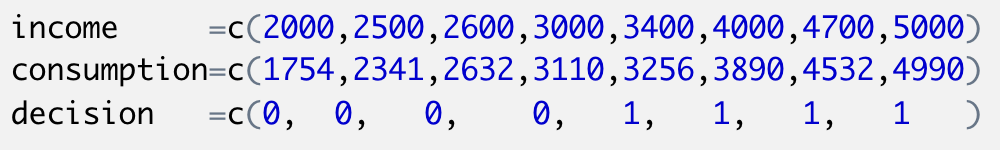 income     =c(2000,2500,2600,3000,3400,4000,4700,5000)
consumption=c(1754,2341,2632,3110,3256,3890,4532,4990)
decision   =c(0,  0,   0,    0,   1,   1,   1,   1   )